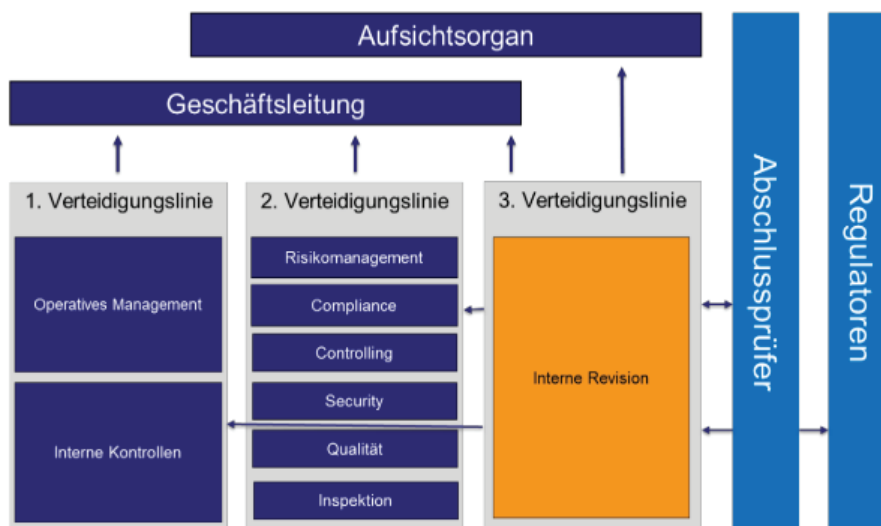 Aufsichtsorgan
Geschäftsleitung
1. Verteidigungslinie
Operatives Management
Interne Kontrollen
2. Verteidigungslinie
Risikomanagement
Compliance
Controlling
Security
Qualität
Inspektion
3. Verteidigungslinie
Interne Revision
Abschlussprüfer
Regulatoren